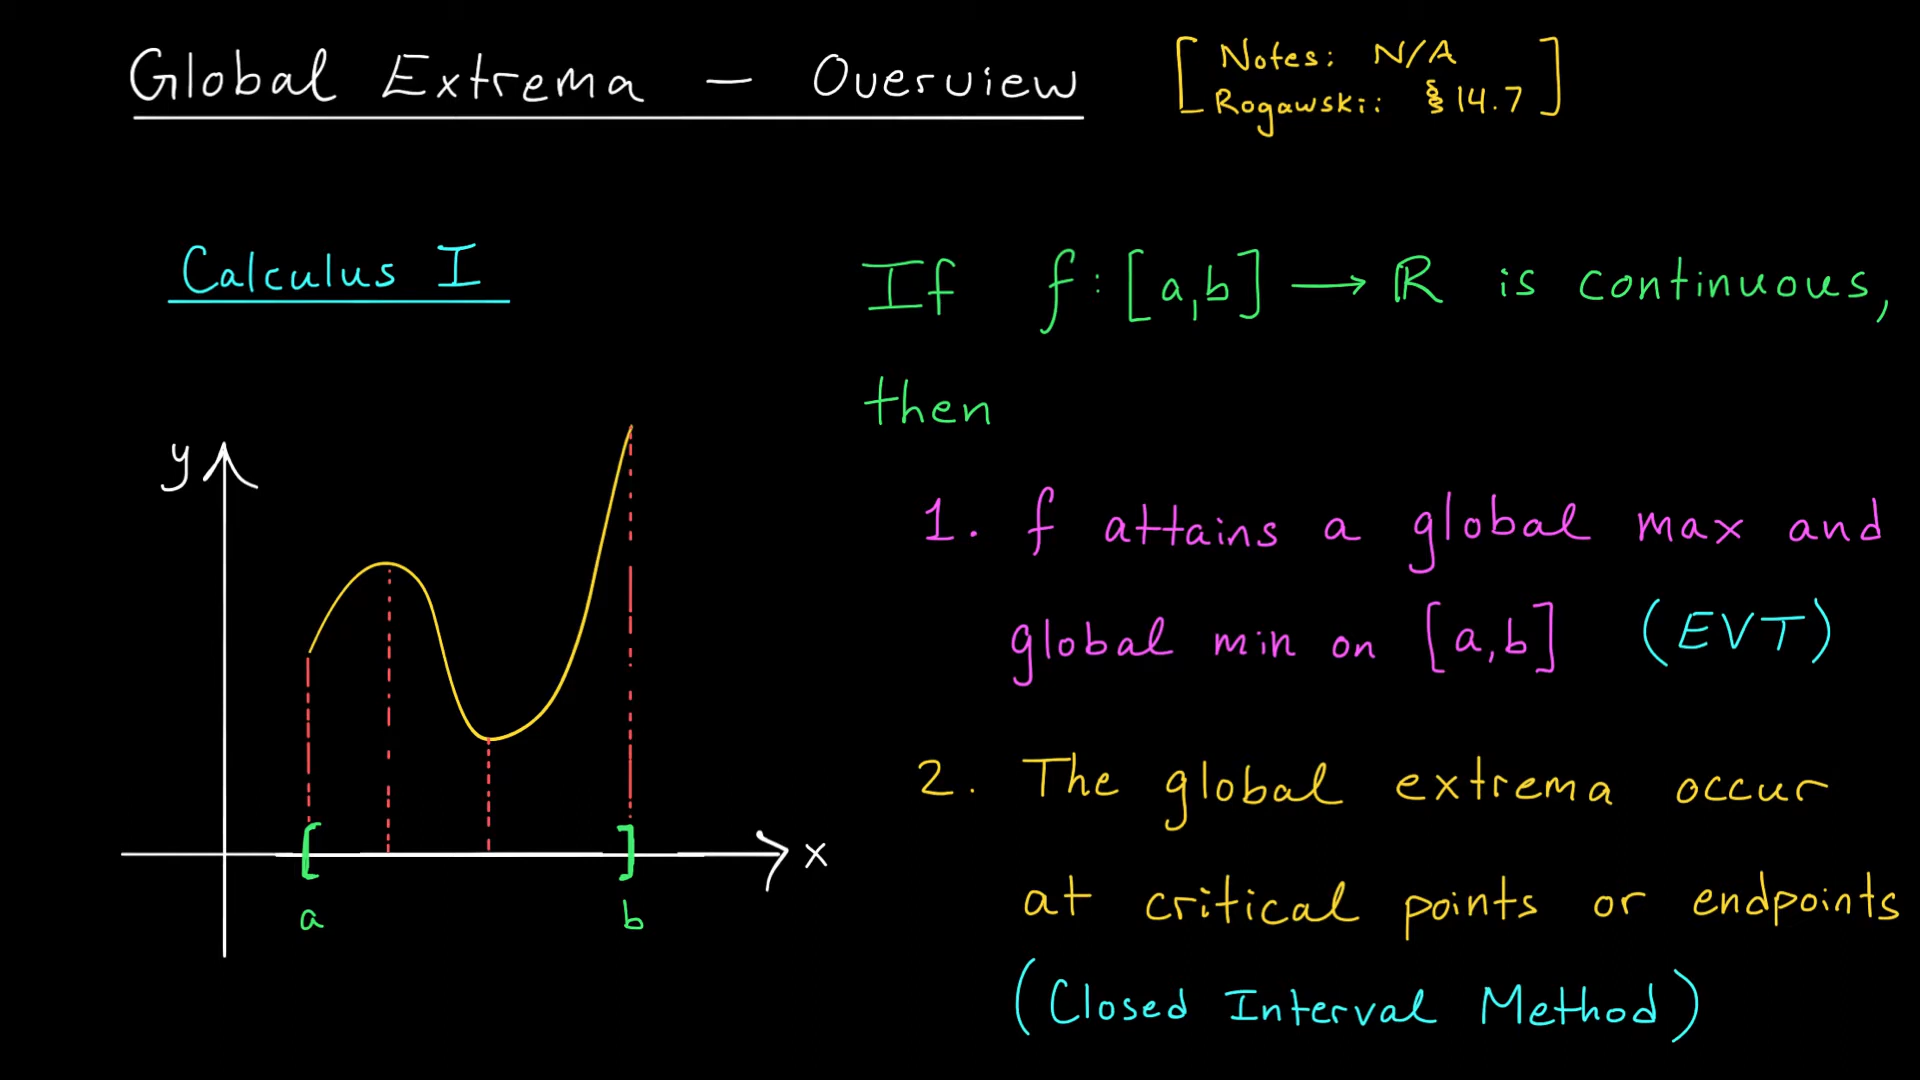 Global Extrema — Overview
[Notes: N/A
Rogawski: §14.7]
Calculus I
If f: [a,b] → ℝ is continuous,
then
1. f attains a global max and
global min on [a,b] (EVT)
2. The global extrema occur
at critical points or endpoints
(Closed Interval Method)
y
x
a
b